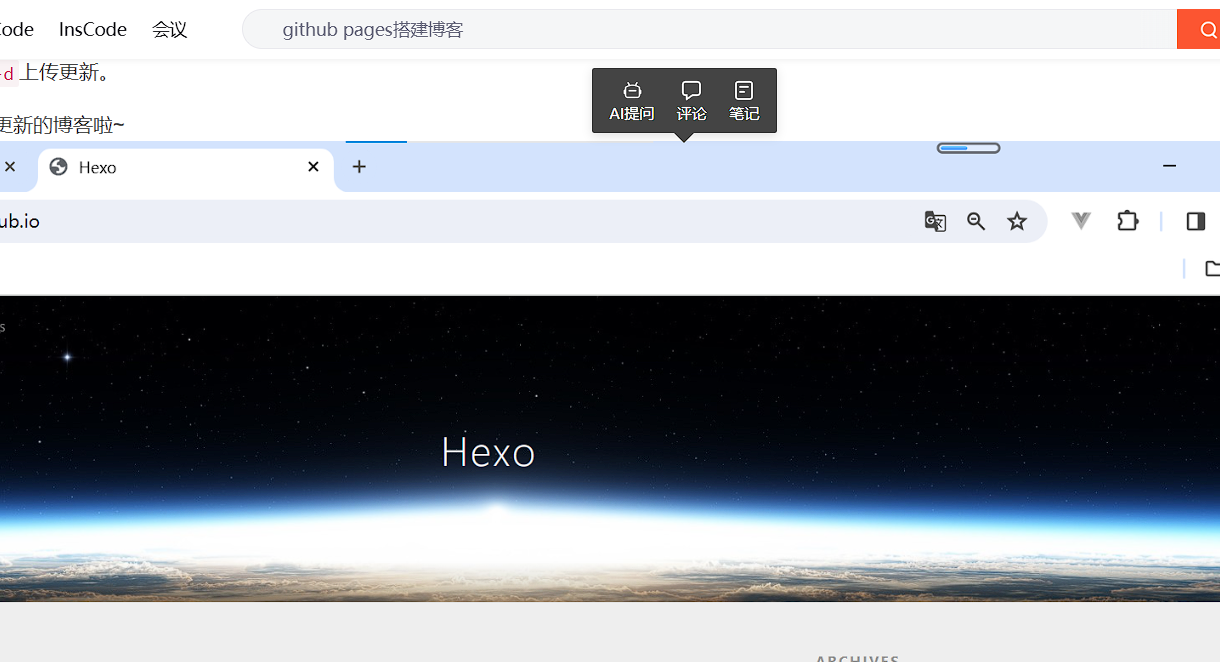 Code InsCode 会议 github pages搭建博客
-d 上传更新。
AI提问 评论 笔记
更新的博客啦~
Hexo
ub.io
s
Hexo
ARCHIVES